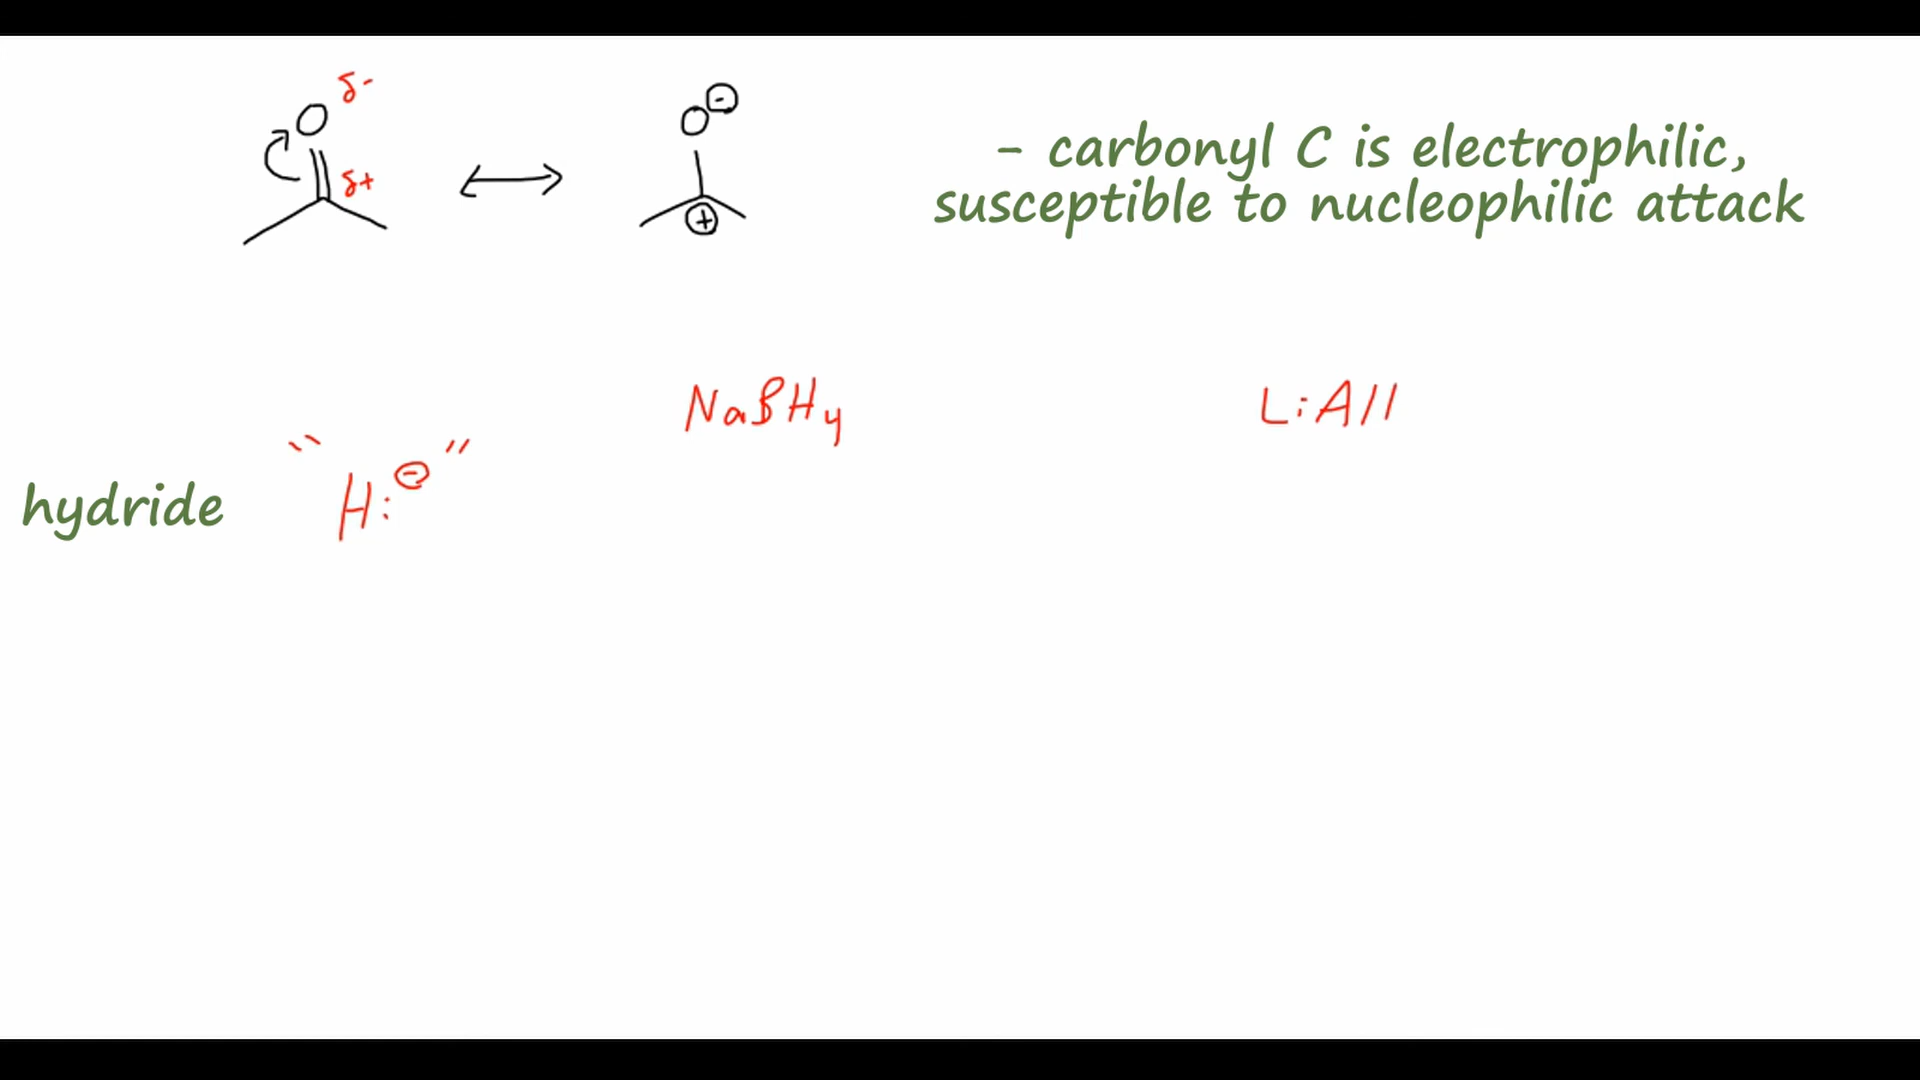 O δ-
δ+
O ⊖
⊕
- carbonyl C is electrophilic,
susceptible to nucleophilic attack
NaBH4
LiAl
hydride " H:⊖ "